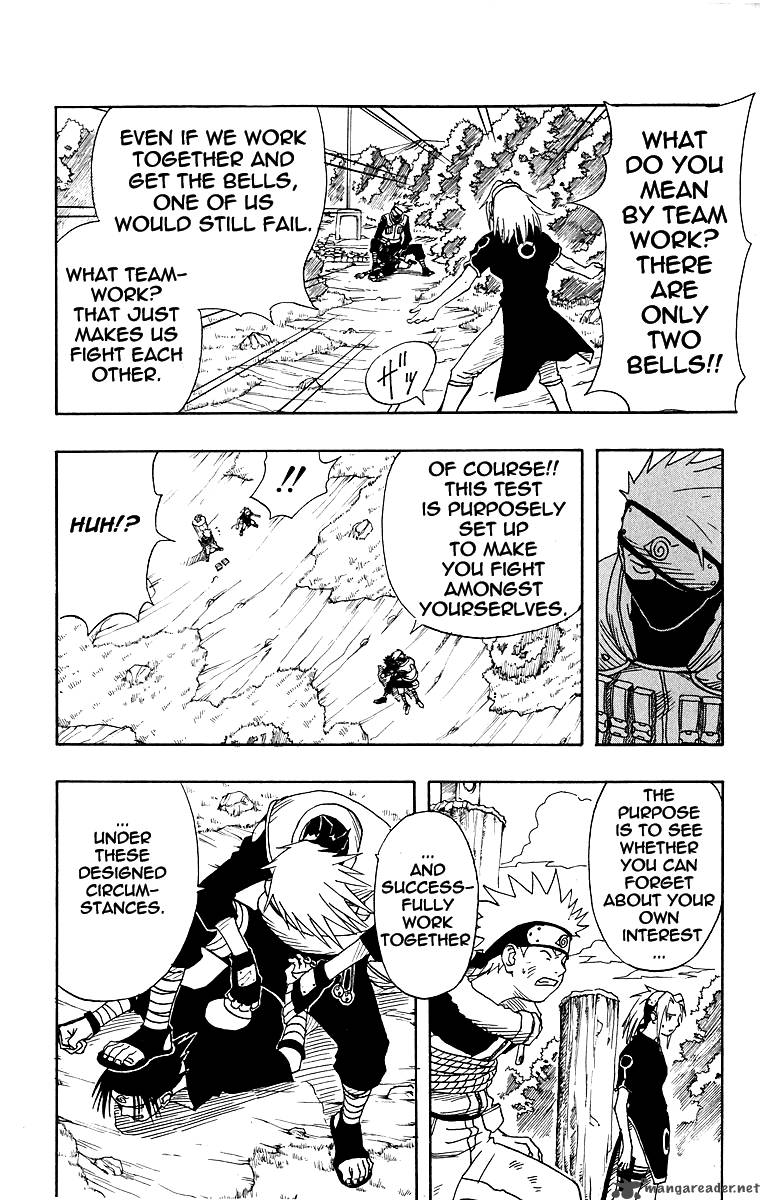 WHAT
DO YOU
MEAN
BY TEAM
WORK?
THERE
ARE
ONLY
TWO
BELLS!!
EVEN IF WE WORK
TOGETHER AND
GET THE BELLS,
ONE OF US
WOULD STILL FAIL.
WHAT TEAM-
WORK?
THAT JUST
MAKES US
FIGHT EACH
OTHER.
OF COURSE!!
THIS TEST
IS PURPOSELY
SET UP
TO MAKE
YOU FIGHT
AMONGST
YOURSERLVES.
!!
HUH!?
THE
PURPOSE
IS TO SEE
WHETHER
YOU CAN
FORGET
ABOUT YOUR
OWN
INTEREST
...
...
AND
SUCCESS-
FULLY
WORK
TOGETHER
...
UNDER
THESE
DESIGNED
CIRCUM-
STANCES.
mangareader.net